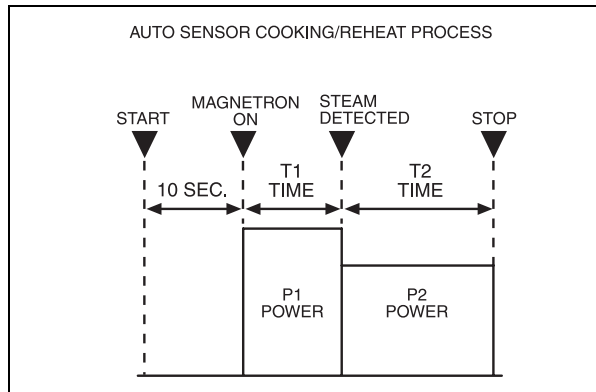 AUTO SENSOR COOKING/REHEAT PROCESS
START
MAGNETRON
ON
STEAM
DETECTED
STOP
10 SEC.
T1
TIME
T2
TIME
P1
POWER
P2
POWER